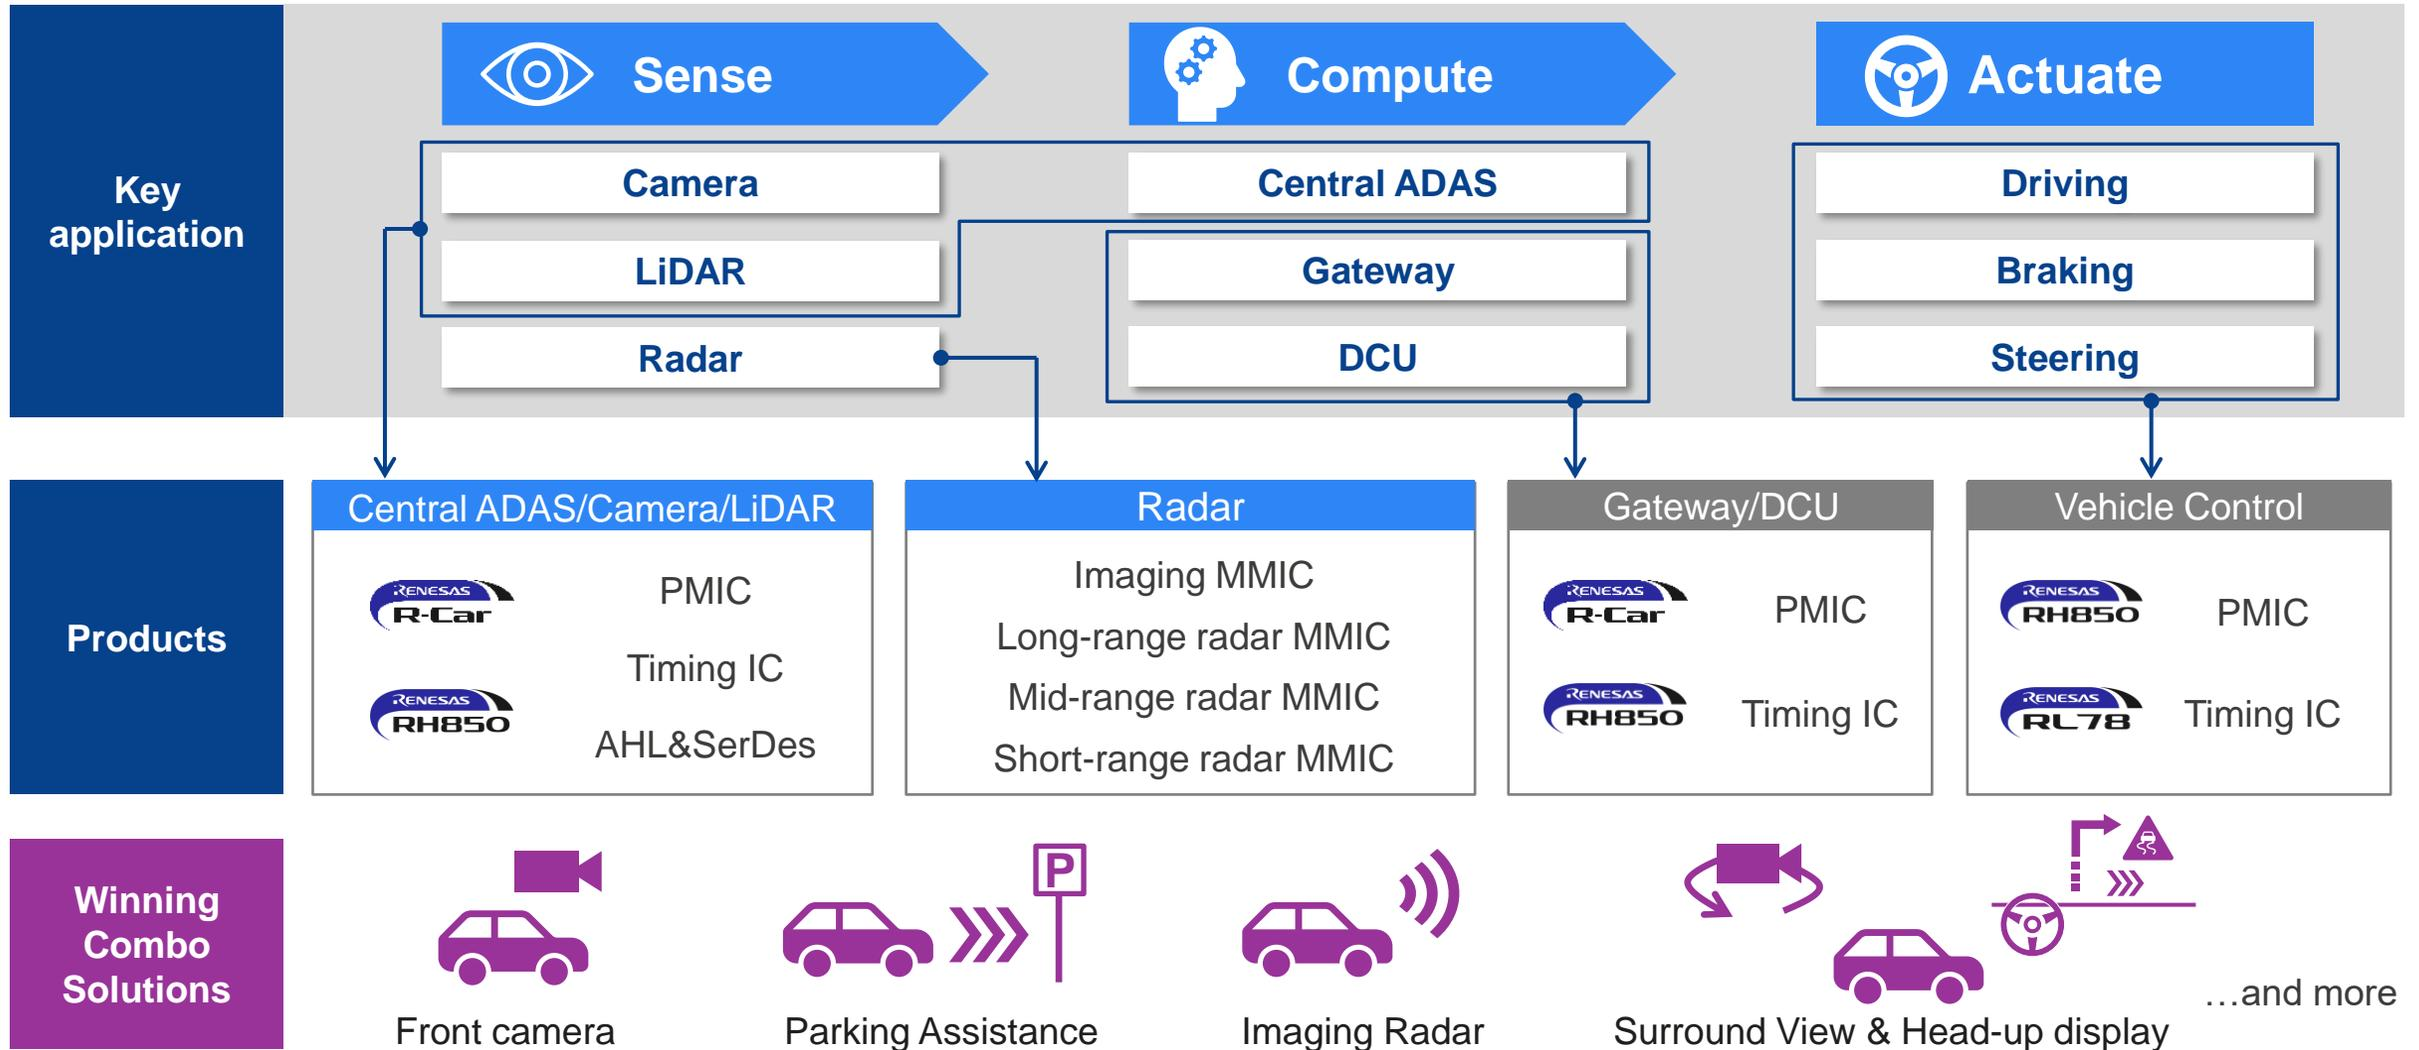 Sense
Compute
Actuate
Key
application
Camera
Central ADAS
Driving
LiDAR
Gateway
Braking
Radar
DCU
Steering
Products
Central ADAS/Camera/LiDAR
RENESAS
R-Car
PMIC
Timing IC
RENESAS
RH850
AHL&SerDes
Radar
Imaging MMIC
Long-range radar MMIC
Mid-range radar MMIC
Short-range radar MMIC
Gateway/DCU
RENESAS
R-Car
PMIC
RENESAS
RH850
Timing IC
Vehicle Control
RENESAS
RH850
PMIC
RENESAS
RL78
Timing IC
Winning
Combo
Solutions
P
Front camera
Parking Assistance
Imaging Radar
Surround View & Head-up display
…and more